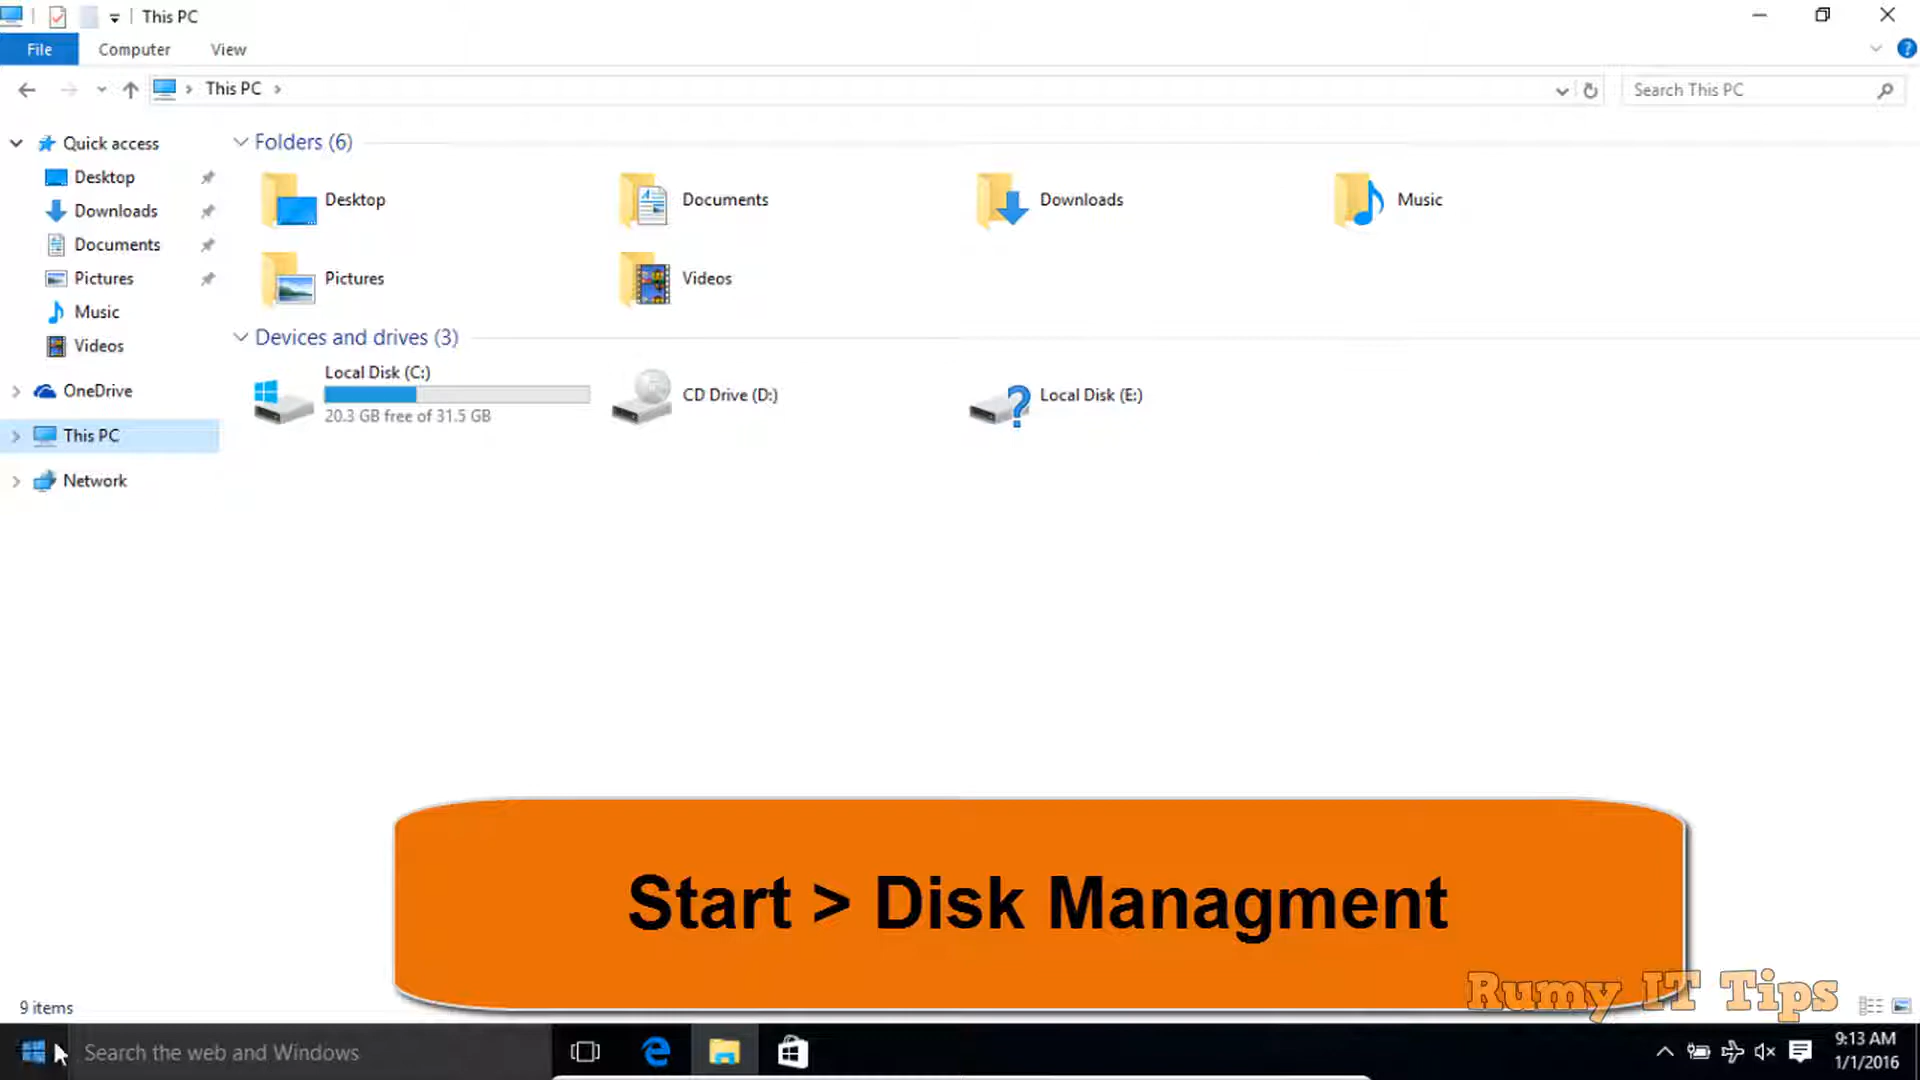 This PC
File Computer View
This PC
Search This PC
Quick access
Desktop
Downloads
Documents
Pictures
Music
Videos
OneDrive
This PC
Network
Folders (6)
Desktop
Documents
Downloads
Music
Pictures
Videos
Devices and drives (3)
Local Disk (C:)
20.3 GB free of 31.5 GB
CD Drive (D:)
Local Disk (E:)
Start > Disk Managment
Rumy IT Tips
9 items
Search the web and Windows
9:13 AM
1/1/2016